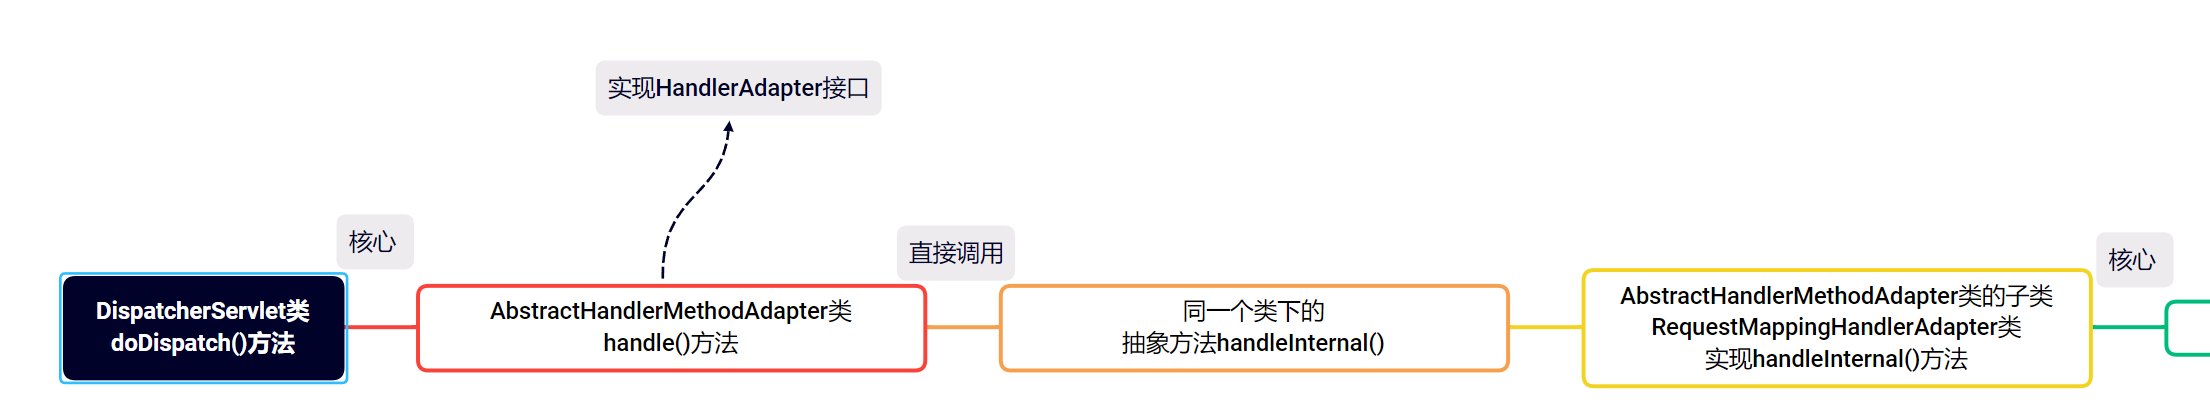 实现HandlerAdapter接口
核心
直接调用
核心
DispatcherServlet类
doDispatch()方法
AbstractHandlerMethodAdapter类
handle()方法
同一个类下的
抽象方法handleInternal()
AbstractHandlerMethodAdapter类的子类
RequestMappingHandlerAdapter类
实现handleInternal()方法